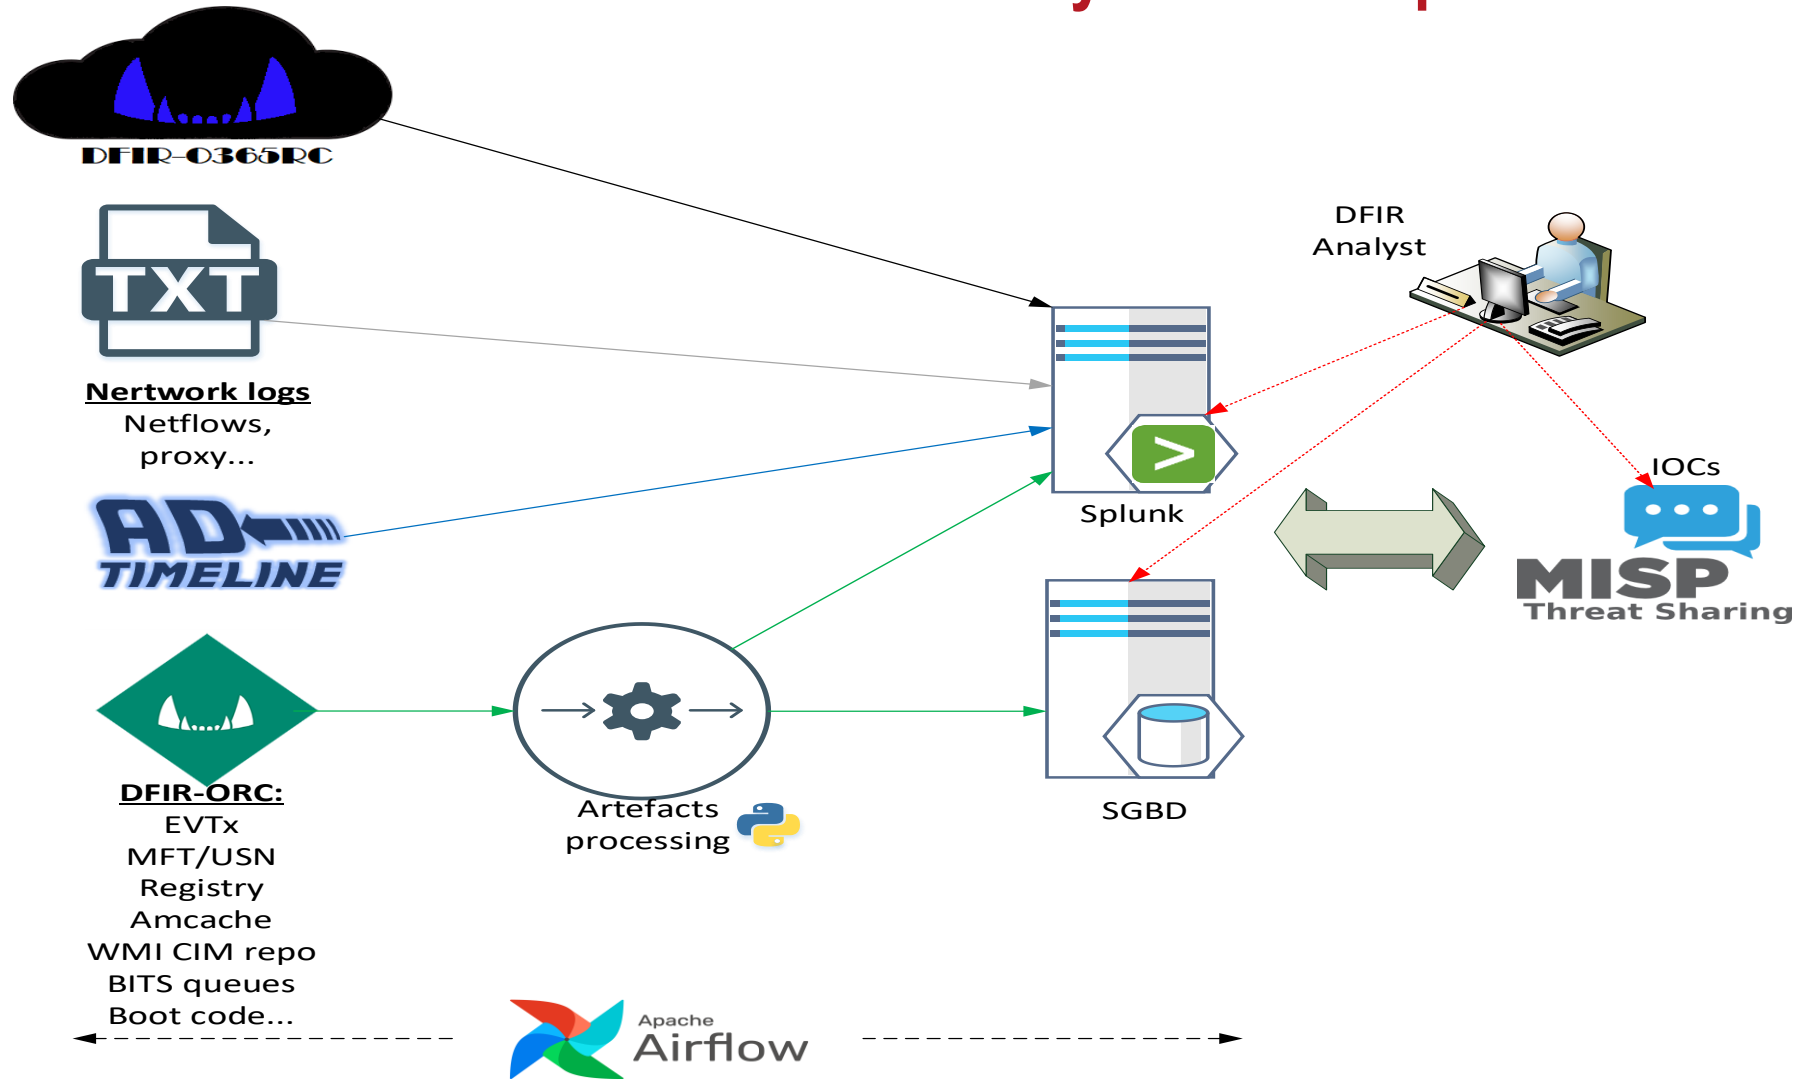 DFIR-O365RC
TXT
Nertwork logs
Netflows,
proxy...
AD
TIMELINE
DFIR-ORC:
EVTx
MFT/USN
Registry
Amcache
WMI CIM repo
BITS queues
Boot code...
Artefacts
processing
Apache
Airflow
>
Splunk
SGBD
DFIR
Analyst
IOCs
MISP
Threat Sharing